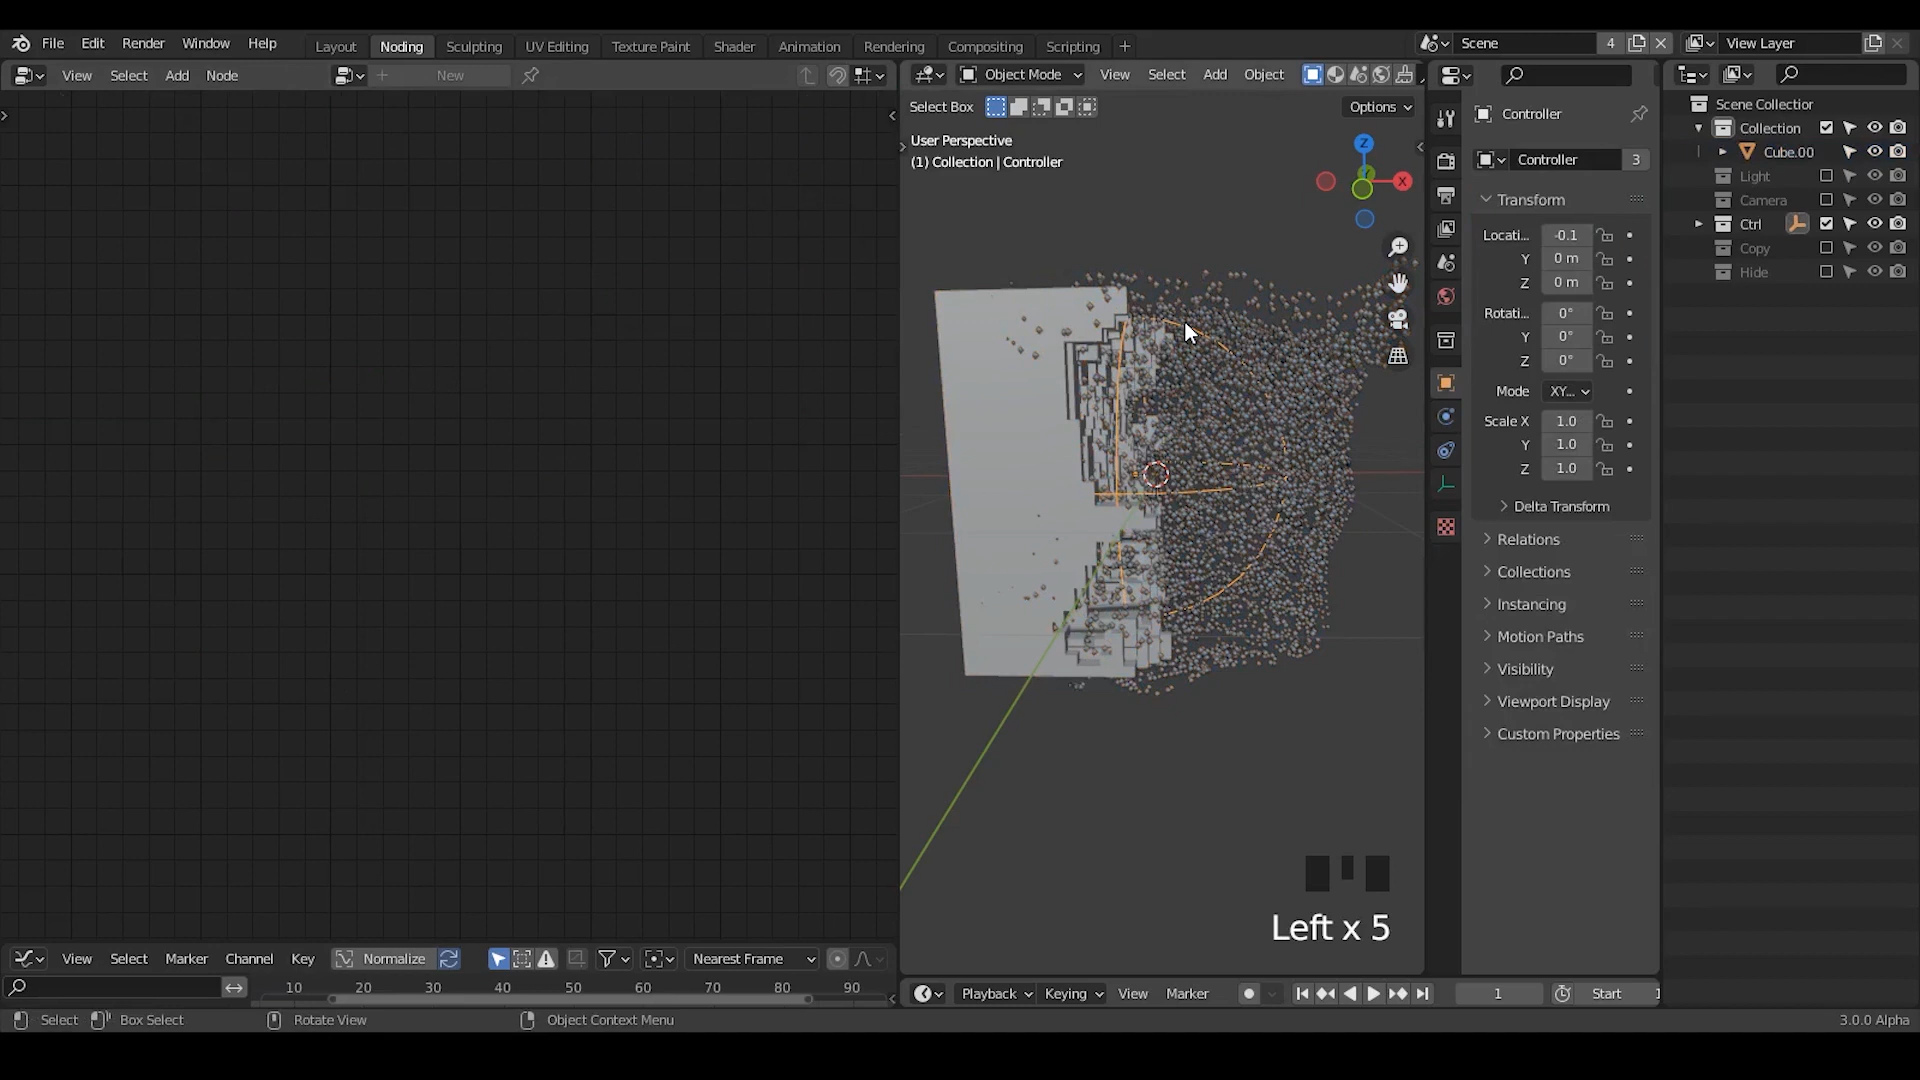 File Edit Render Window Help Layout Noding Sculpting UV Editing Texture Paint Shader Animation Rendering Compositing Scripting + Scene 4 View Layer
View Select Add Node + New Object Mode View Select Add Object
Select Box Options
User Perspective
(1) Collection | Controller
Z
X
Left x 5
Controller
Controller 3
Transform
Locati... -0.1
Y 0 m
Z 0 m
Rotati... 0°
Y 0°
Z 0°
Mode XY...
Scale X 1.0
Y 1.0
Z 1.0
Delta Transform
Relations
Collections
Instancing
Motion Paths
Visibility
Viewport Display
Custom Properties
Scene Collection
Collection
Cube.00
Light
Camera
Ctrl
Copy
Hide
View Select Marker Channel Key Normalize Nearest Frame
10 20 30 40 50 60 70 80 90
Playback Keying View Marker 1 Start 1
Select Box Select Rotate View Object Context Menu 3.0.0 Alpha